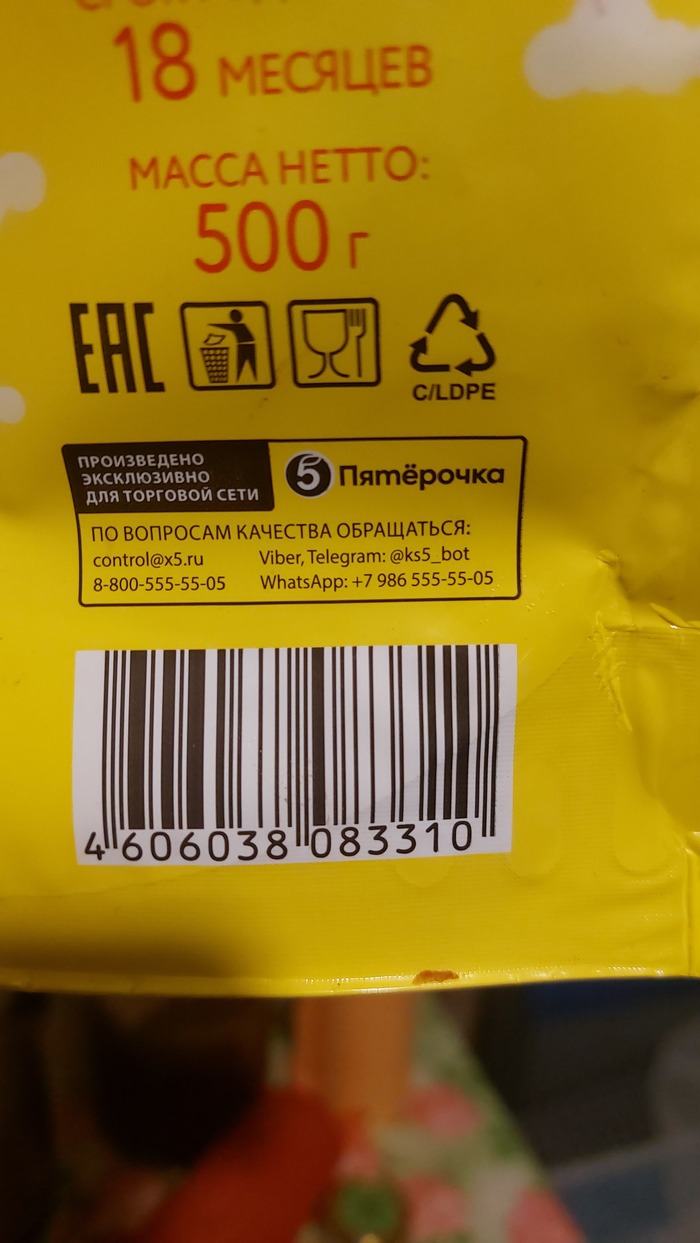 18 МЕСЯЦЕВ
МАССА НЕТТО:
500 г
EAC
C/LDPE
ПРОИЗВЕДЕНО
ЭКСКЛЮЗИВНО
ДЛЯ ТОРГОВОЙ СЕТИ
5 Пятёрочка
ПО ВОПРОСАМ КАЧЕСТВА ОБРАЩАТЬСЯ:
control@x5.ru Viber, Telegram: @ks5_bot
8-800-555-55-05 WhatsApp: +7 986 555-55-05
4 606038 083310